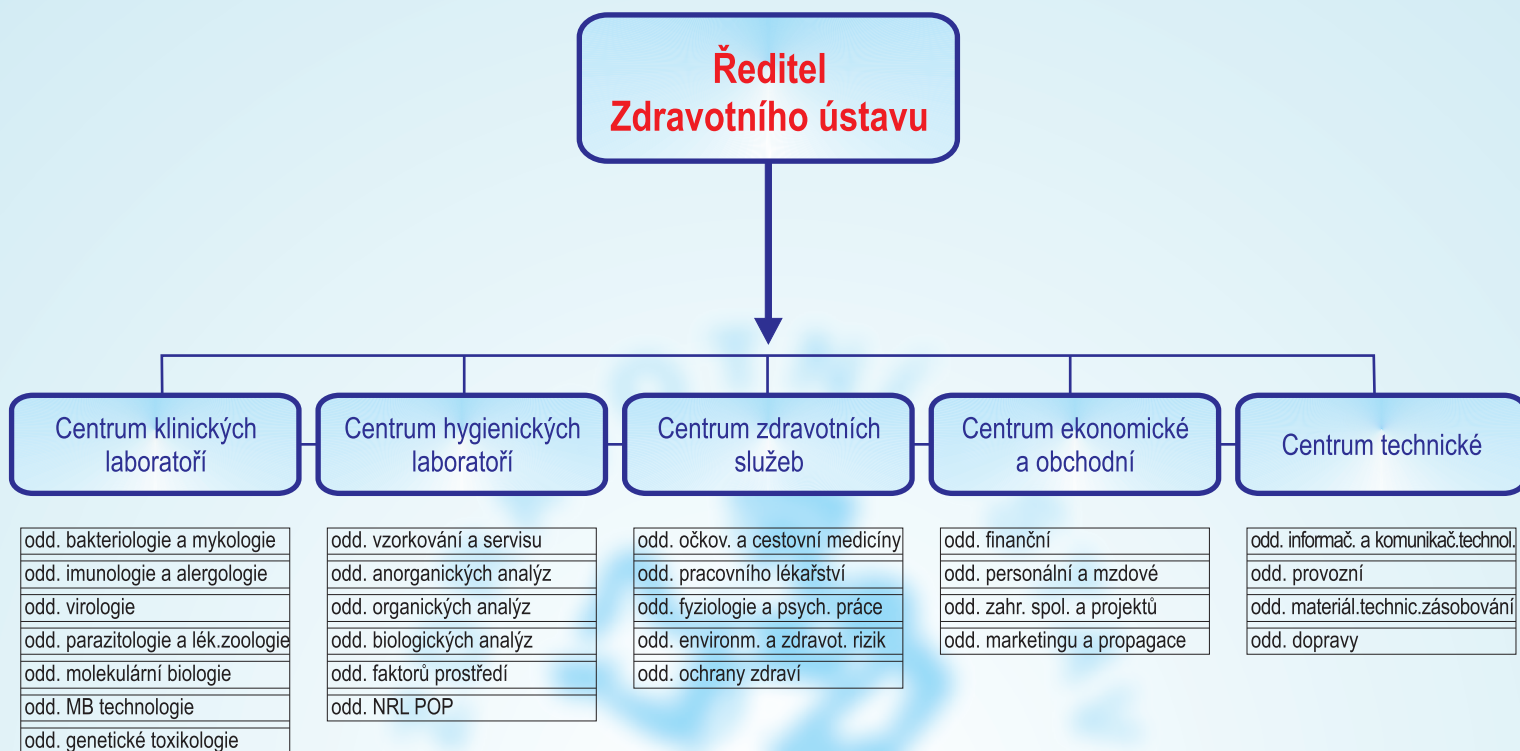 Ředitel
Zdravotního ústavu
Centrum klinických
laboratoří
Centrum hygienických
laboratoří
Centrum zdravotních
služeb
Centrum ekonomické
a obchodní
Centrum technické
odd. bakteriologie a mykologie
odd. imunologie a alergologie
odd. virologie
odd. parazitologie a lék.zoologie
odd. molekulární biologie
odd. MB technologie
odd. genetické toxikologie
odd. vzorkování a servisu
odd. anorganických analýz
odd. organických analýz
odd. biologických analýz
odd. faktorů prostředí
odd. NRL POP
odd. očkov. a cestovní medicíny
odd. pracovního lékařství
odd. fyziologie a psych. práce
odd. environm. a zdravot. rizik
odd. ochrany zdraví
odd. finanční
odd. personální a mzdové
odd. zahr. spol. a projektů
odd. marketingu a propagace
odd. informač. a komunikač.technol.
odd. provozní
odd. materiál.technic.zásobování
odd. dopravy